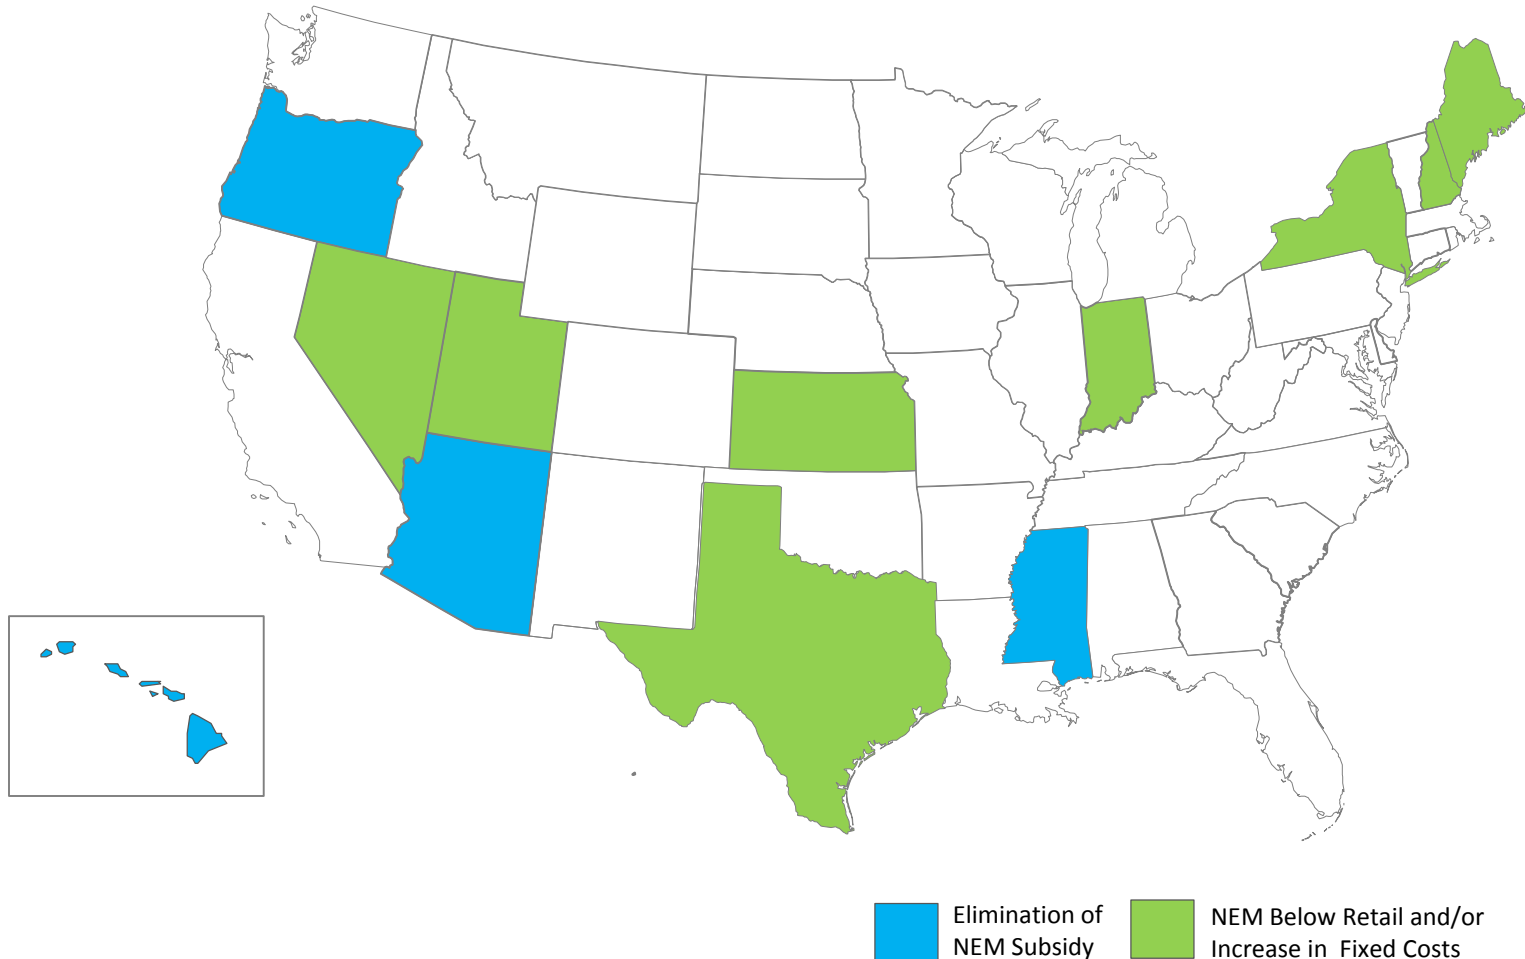 Elimination of
NEM Subsidy
NEM Below Retail and/or
Increase in Fixed Costs